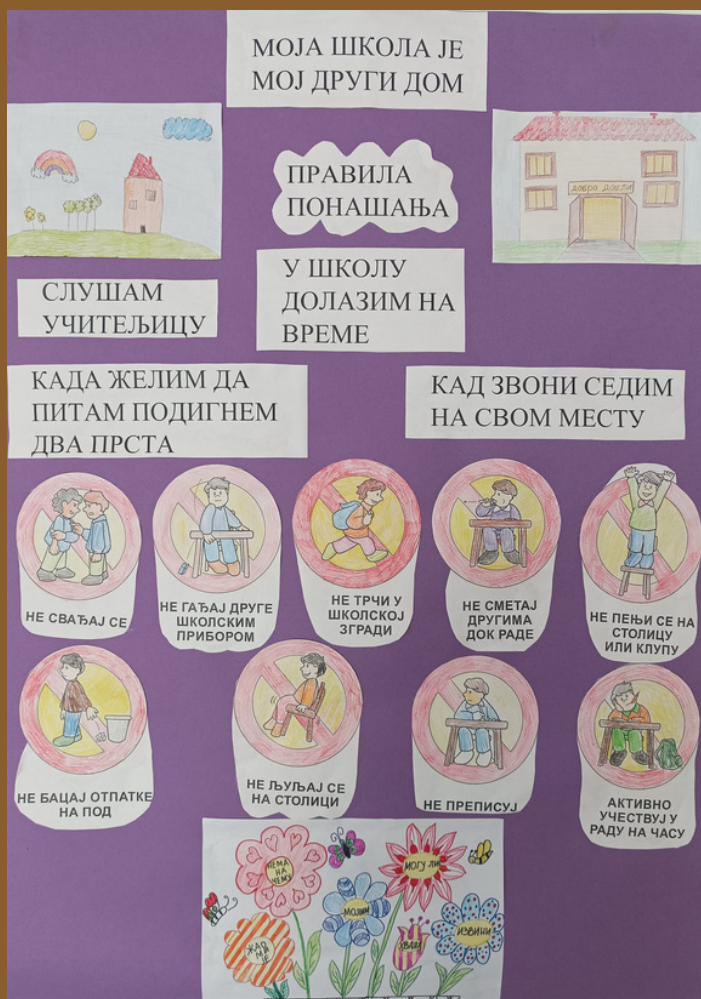 МОЈА ШКОЛА ЈЕ
МОЈ ДРУГИ ДОМ
ПРАВИЛА
ПОНАШАЊА
ДОБРО ДОШЛИ
СЛУШАМ
УЧИТЕЉИЦУ
У ШКОЛУ
ДОЛАЗИМ НА
ВРЕМЕ
КАДА ЖЕЛИМ ДА
ПИТАМ ПОДИГНЕМ
ДВА ПРСТА
КАД ЗВОНИ СЕДИМ
НА СВОМ МЕСТУ
НЕ СВАЂАЈ СЕ
НЕ ГАЂАЈ ДРУГЕ
ШКОЛСКИМ
ПРИБОРОМ
НЕ ТРЧИ У
ШКОЛСКОЈ
ЗГРАДИ
НЕ СМЕТАЈ
ДРУГИМА
ДОК РАДЕ
НЕ ПЕЊИ СЕ НА
СТОЛИЦУ
ИЛИ КЛУПУ
НЕ БАЦАЈ ОТПАТКЕ
НА ПОД
НЕ ЉУЉАЈ СЕ
НА СТОЛИЦИ
НЕ ПРЕПИСУЈ
АКТИВНО
УЧЕСТВУЈ У
РАДУ НА ЧАСУ
НЕМА
НА
ЧЕМУ
МОГУ ЛИ
МОЛИМ
ЖАО
МИ
ЈЕ
ХВАЛА
ИЗВИНИ